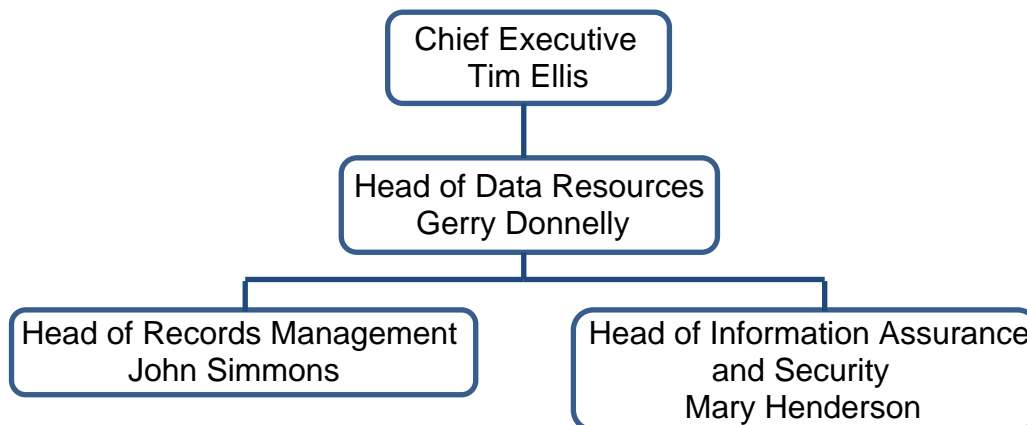 Chief Executive
Tim Ellis
Head of Data Resources
Gerry Donnelly
Head of Records Management
John Simmons
Head of Information Assurance
and Security
Mary Henderson